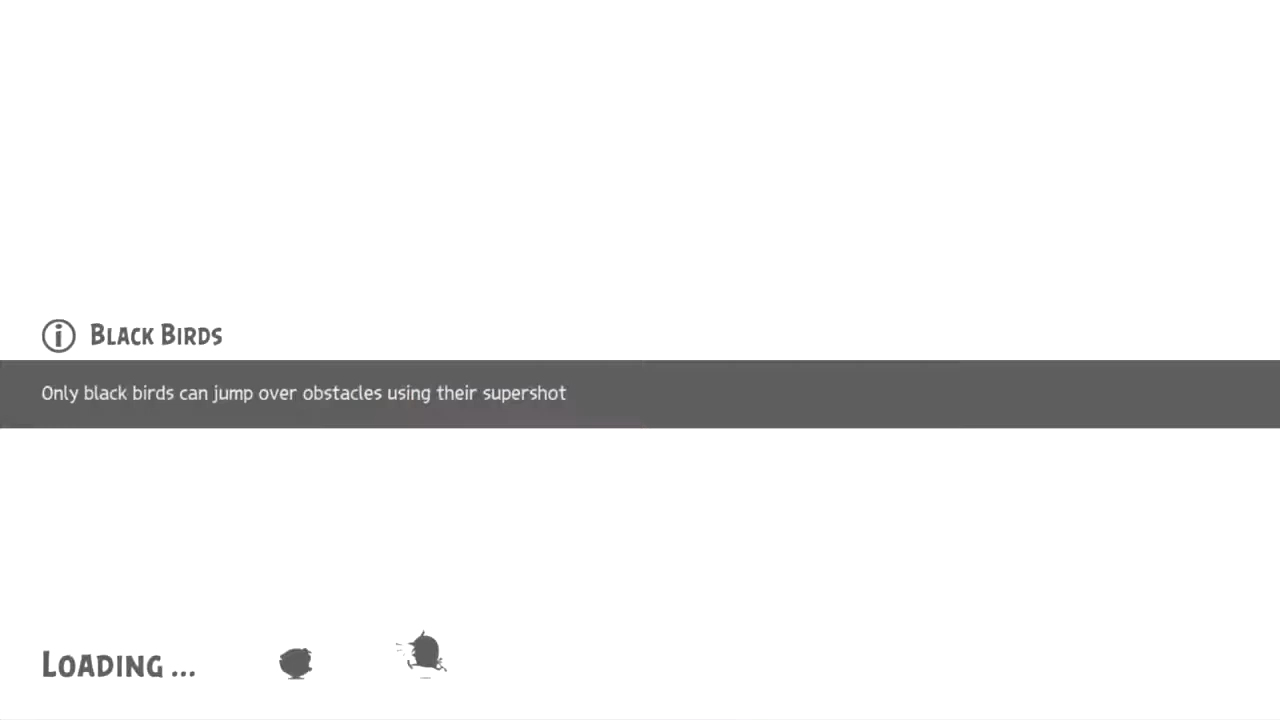 Black Birds
Only black birds can jump over obstacles using their supershot
Loading ...